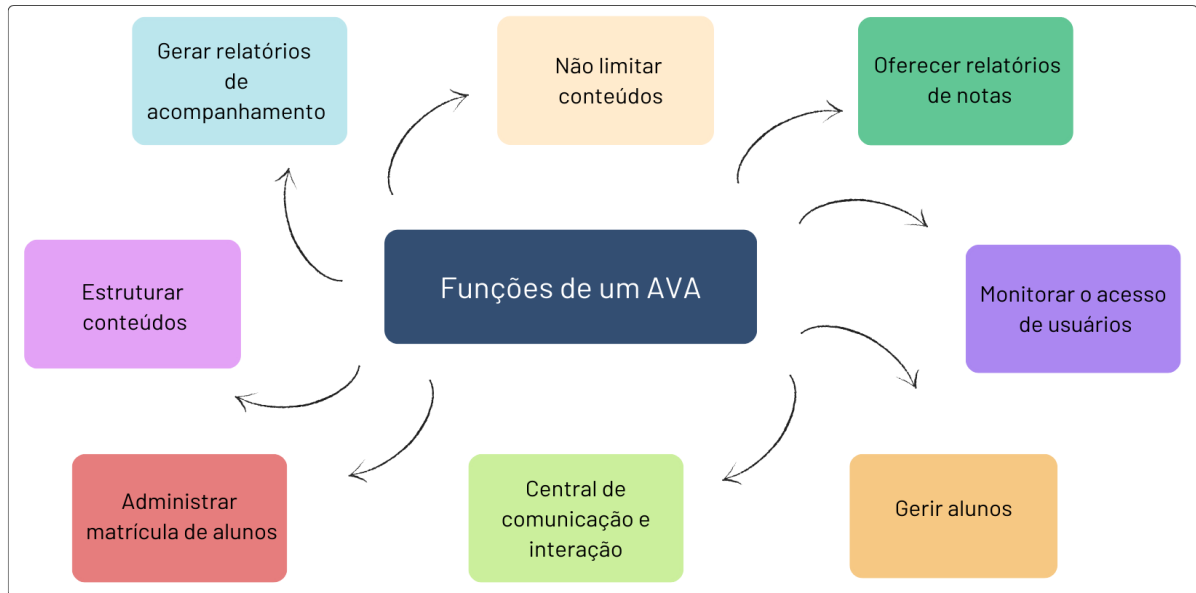 Gerar relatórios
de
acompanhamento
Não limitar
conteúdos
Oferecer relatórios
de notas
Estruturar
conteúdos
Funções de um AVA
Monitorar o acesso
de usuários
Administrar
matrícula de alunos
Central de
comunicação e
interação
Gerir alunos